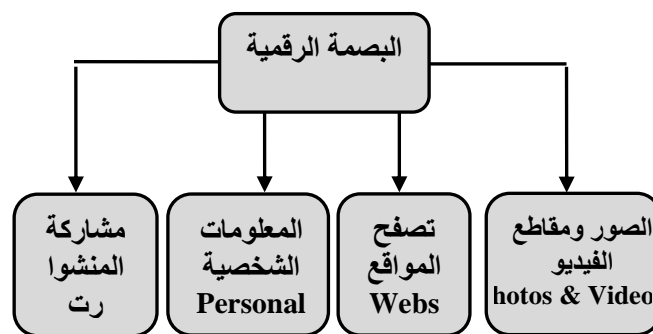 البصمة الرقمية
الصور ومقاطع
الفيديو
hotos & Video
تصفح
المواقع
Webs
المعلومات
الشخصية
Personal
مشاركة
المنشوا
رت